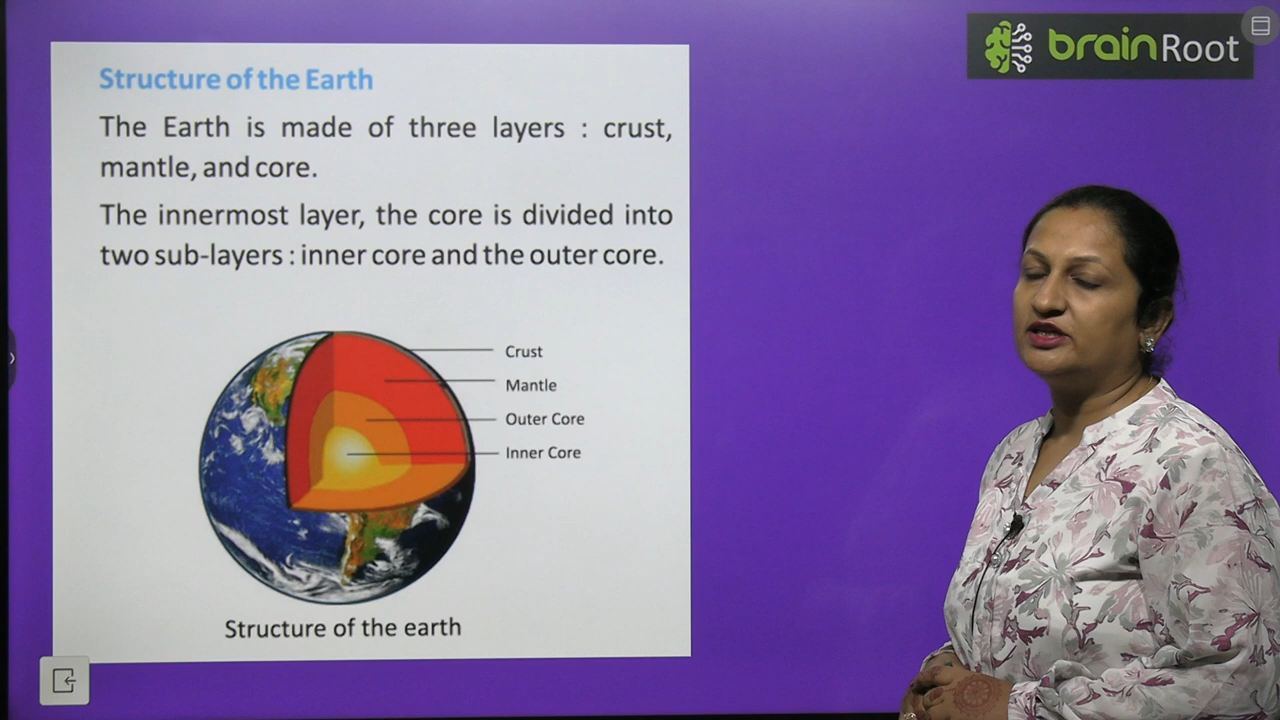 brainRoot
Structure of the Earth
The Earth is made of three layers : crust,
mantle, and core.
The innermost layer, the core is divided into
two sub-layers : inner core and the outer core.
Crust
Mantle
Outer Core
Inner Core
Structure of the earth